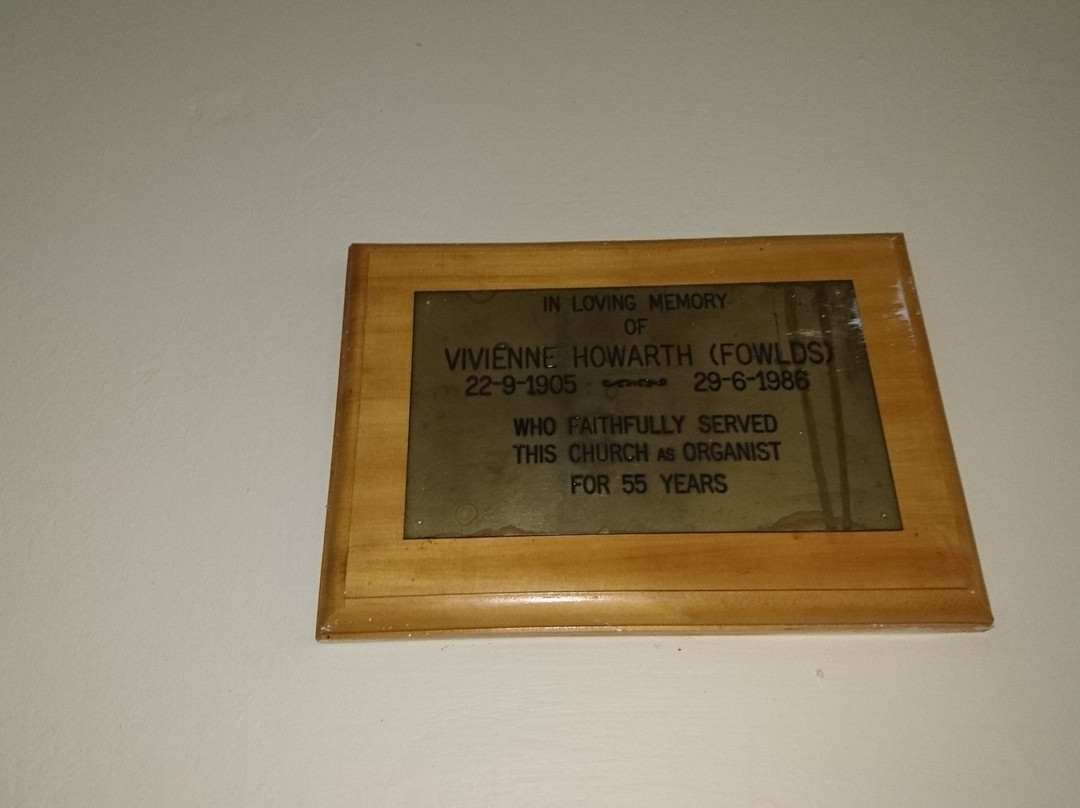 IN LOVING MEMORY
OF
VIVIENNE HOWARTH (FOWLDS)
22-9-1905 29-6-1986
WHO FAITHFULLY SERVED
THIS CHURCH AS ORGANIST
FOR 55 YEARS